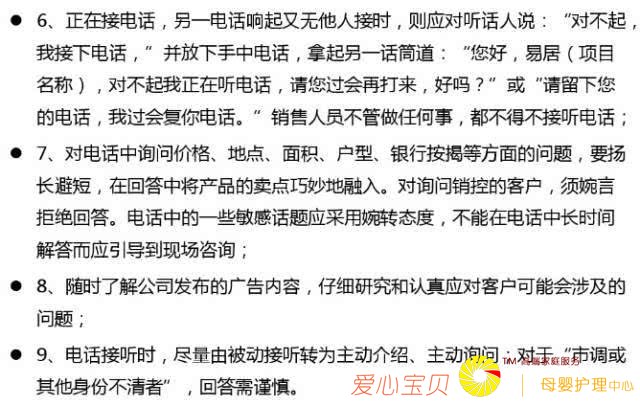 ● 6、正在接电话，另一电话响起又无他人接时，则应对听话人说：“对不起，
我接下电话，”并放下手中电话，拿起另一话筒道：“您好，易居（项目
名称），对不起我正在听电话，请您过会再打来，好吗？”或“请留下您
的电话，我过会复你电话。”销售人员不管做任何事，都不得不接听电话；
● 7、对电话中询问价格、地点、面积、户型、银行按揭等方面的问题，要扬
长避短，在回答中将产品的卖点巧妙地融入。对询问销控的客户，须婉言
拒绝回答。电话中的一些敏感话题应采用婉转态度，不能在电话中长时间
解答而应引导到现场咨询；
● 8、随时了解公司发布的广告内容，仔细研究和认真应对客户可能会涉及的
问题；
● 9、电话接听时，尽量由被动接听转为主动介绍、主动询问；对于“市调或
其他身份不清者”，回答需谨慎。
爱心宝贝
TM 高端家庭服务
母婴护理中心